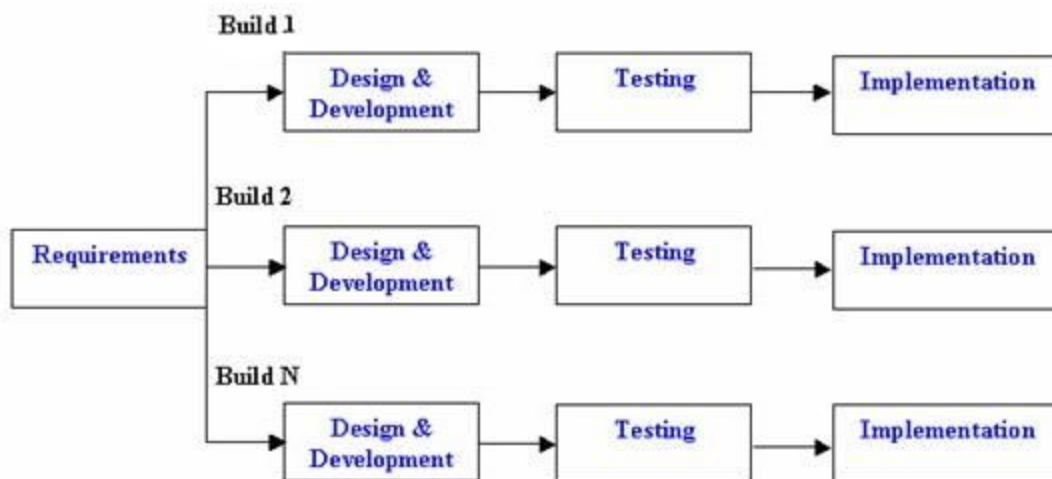 Build 1
Design &
Development
Testing
Implementation
Build 2
Requirements
Design &
Development
Testing
Implementation
Build N
Design &
Development
Testing
Implementation